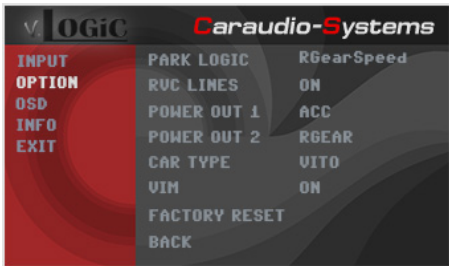 v.LOGiC Caraudio-Systems
INPUT
OPTION
OSD
INFO
EXIT
PARK LOGIC RGearSpeed
RVC LINES ON
POWER OUT 1 ACC
POWER OUT 2 RGEAR
CAR TYPE VITO
VIM ON
FACTORY RESET
BACK